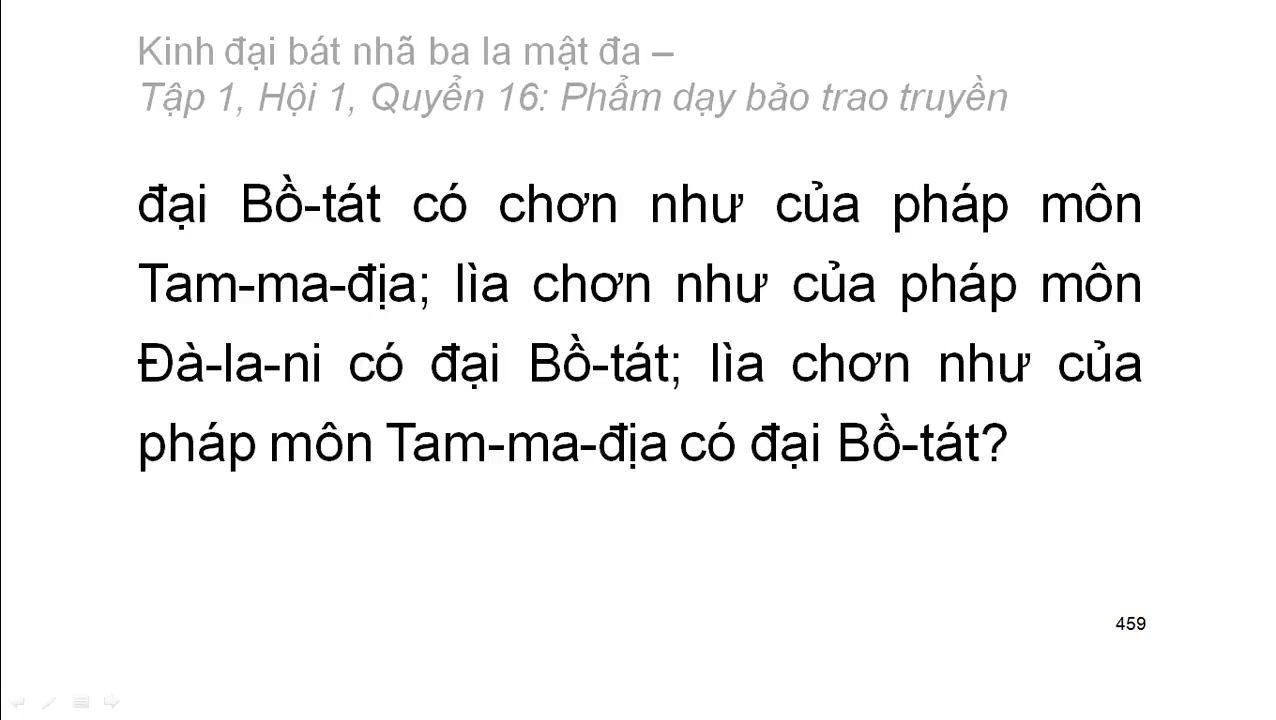 Kinh đại bát nhã ba la mật đa –
Tập 1, Hội 1, Quyển 16: Phẩm dạy bảo trao truyền
đại Bồ-tát có chơn như của pháp môn
Tam-ma-địa; lìa chơn như của pháp môn
Đà-la-ni có đại Bồ-tát; lìa chơn như của
pháp môn Tam-ma-địa có đại Bồ-tát?
459